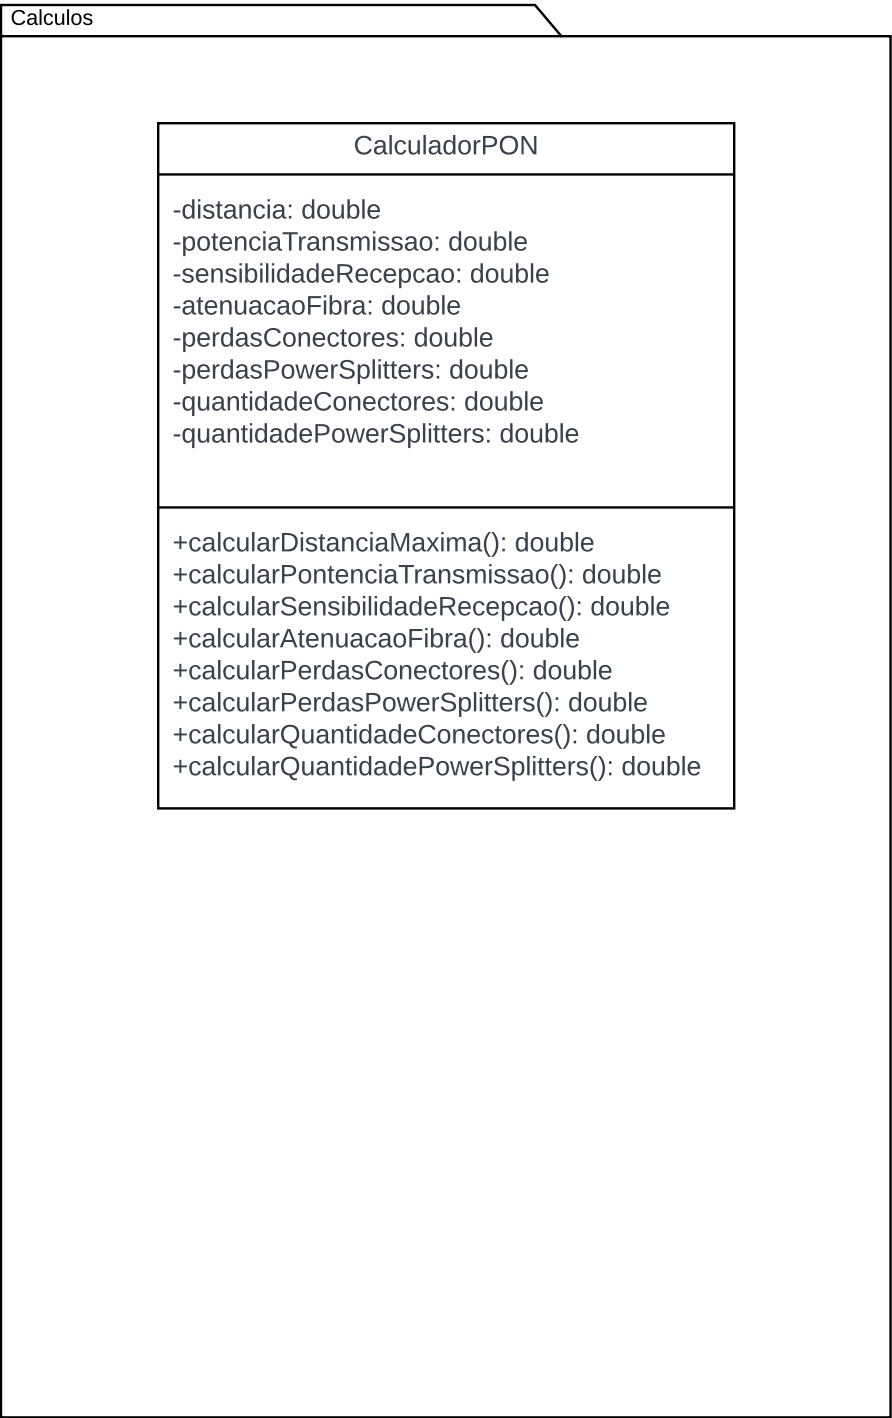 Calculos
CalculadorPON
-distancia: double
-potenciaTransmissao: double
-sensibilidadeRecepcao: double
-atenuacaoFibra: double
-perdasConectores: double
-perdasPowerSplitters: double
-quantidadeConectores: double
-quantidadePowerSplitters: double
+calcularDistanciaMaxima(): double
+calcularPontenciaTransmissao(): double
+calcularSensibilidadeRecepcao(): double
+calcularAtenuacaoFibra(): double
+calcularPerdasConectores(): double
+calcularPerdasPowerSplitters(): double
+calcularQuantidadeConectores(): double
+calcularQuantidadePowerSplitters(): double